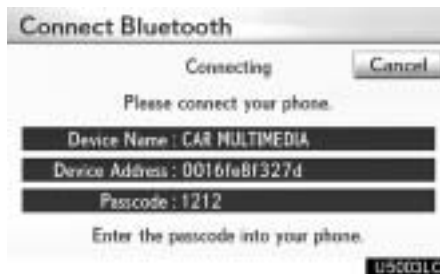 Connect Bluetooth
Connecting
Cancel
Please connect your phone.
Device Name : CAR MULTIMEDIA
Device Address : 0016fe8f327d
Passcode : 1212
Enter the passcode into your phone.
US003LC